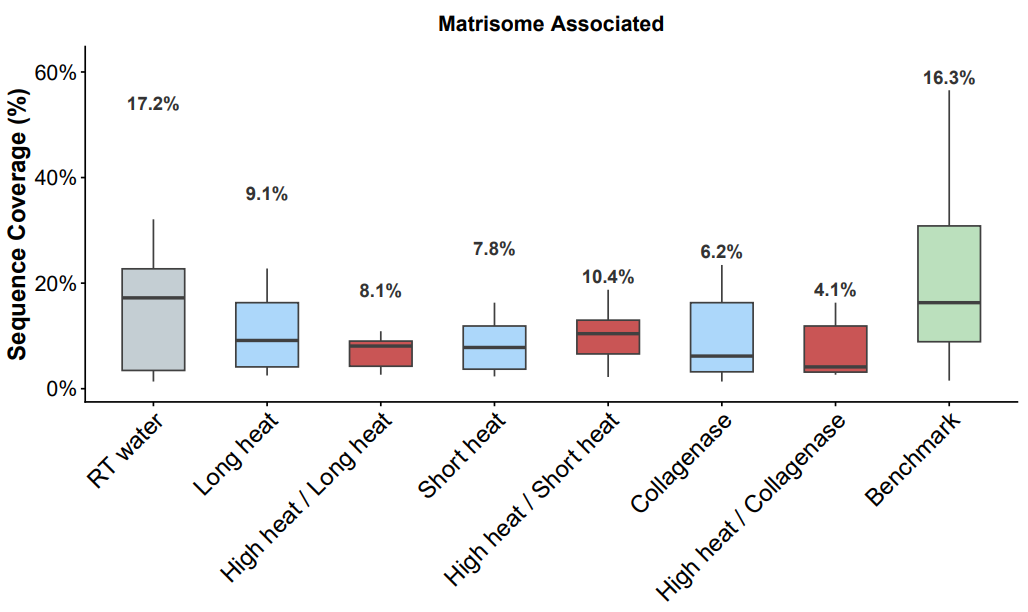 Matrisome Associated
Sequence Coverage (%)
60%
40%
20%
0%
17.2%
9.1%
8.1%
7.8%
10.4%
6.2%
4.1%
16.3%
RT water
Long heat
High heat / Long heat
Short heat
High heat / Short heat
Collagenase
High heat / Collagenase
Benchmark